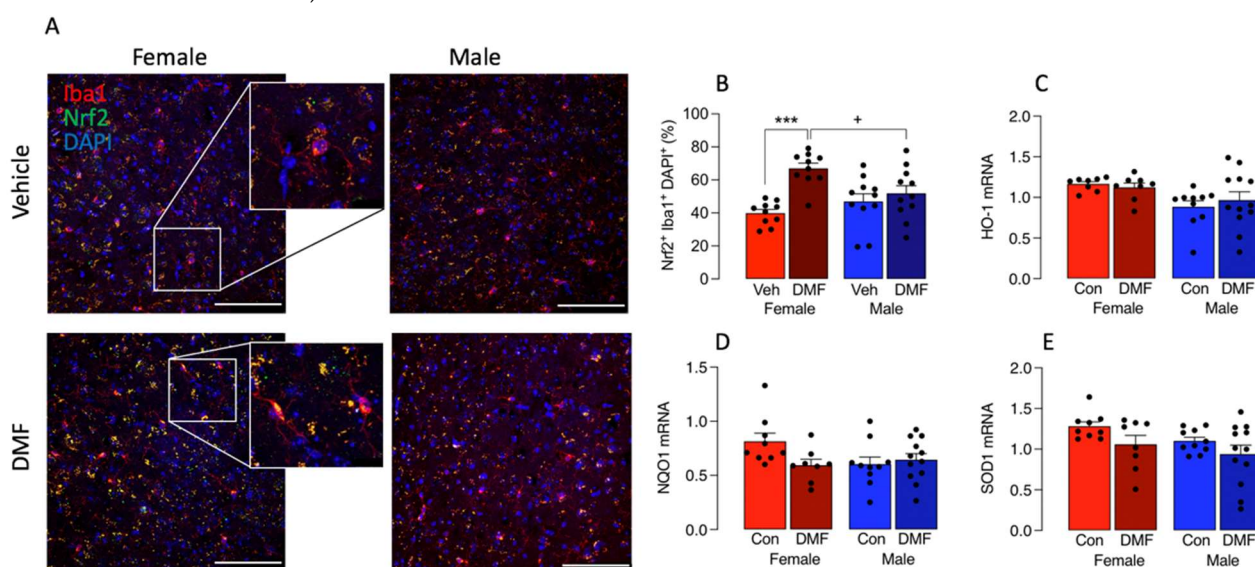 A
Female
Male
Vehicle
DMF
Iba1
Nrf2
DAPI
B
Nrf2⁺ Iba1⁺ DAPI⁺ (%)
100
80
60
40
20
0
***
+
Veh DMF Veh DMF
Female Male
C
HO-1 mRNA
2.0
1.5
1.0
0.5
0.0
Con DMF Con DMF
Female Male
D
NQO1 mRNA
1.5
1.0
0.5
0.0
Con DMF Con DMF
Female Male
E
SOD1 mRNA
2.0
1.5
1.0
0.5
0.0
Con DMF Con DMF
Female Male